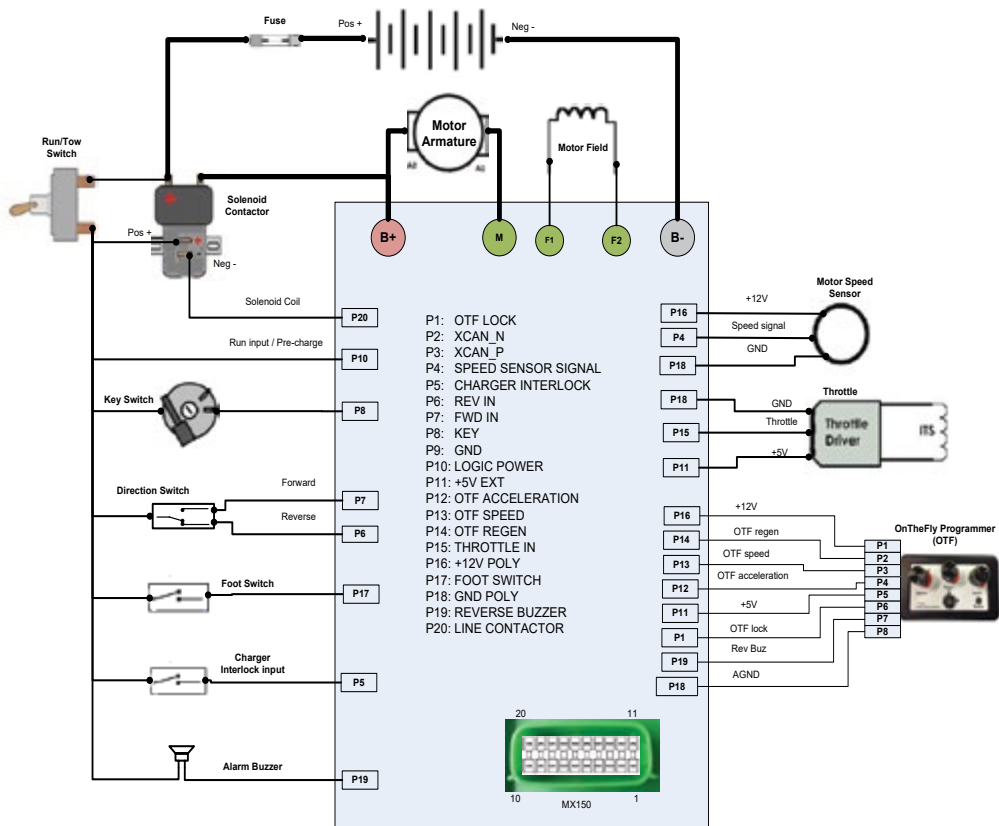 Fuse
Pos +
Neg -
Motor
Armature
A2
A1
Motor Field
Run/Tow
Switch
Solenoid
Contactor
Pos +
Neg -
B+
M
F1
F2
B-
Solenoid Coil
P20
Run input / Pre-charge
P10
Key Switch
P8
Direction Switch
Forward
P7
Reverse
P6
Foot Switch
P17
Charger
Interlock input
P5
Alarm Buzzer
P19
P1: OTF LOCK
P2: XCAN_N
P3: XCAN_P
P4: SPEED SENSOR SIGNAL
P5: CHARGER INTERLOCK
P6: REV IN
P7: FWD IN
P8: KEY
P9: GND
P10: LOGIC POWER
P11: +5V EXT
P12: OTF ACCELERATION
P13: OTF SPEED
P14: OTF REGEN
P15: THROTTLE IN
P16: +12V POLY
P17: FOOT SWITCH
P18: GND POLY
P19: REVERSE BUZZER
P20: LINE CONTACTOR
20
11
10
1
MX150
Motor Speed
Sensor
P16
+12V
P4
Speed signal
P18
GND
Throttle
P18
GND
P15
Throttle
P11
+5V
Throttle
Driver
ITS
OnTheFly Programmer
(OTF)
P16
+12V
P14
OTF regen
P13
OTF speed
P12
OTF acceleration
P11
+5V
P1
OTF lock
P19
Rev Buz
P18
AGND
P1
P2
P3
P4
P5
P6
P7
P8